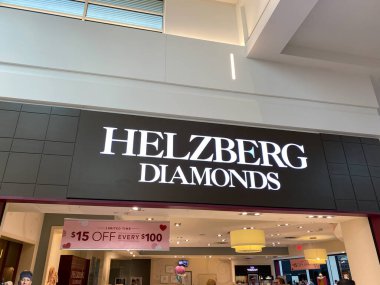 HELZBERG
DIAMONDS
LIMITED TIME
$15 OFF EVERY $100